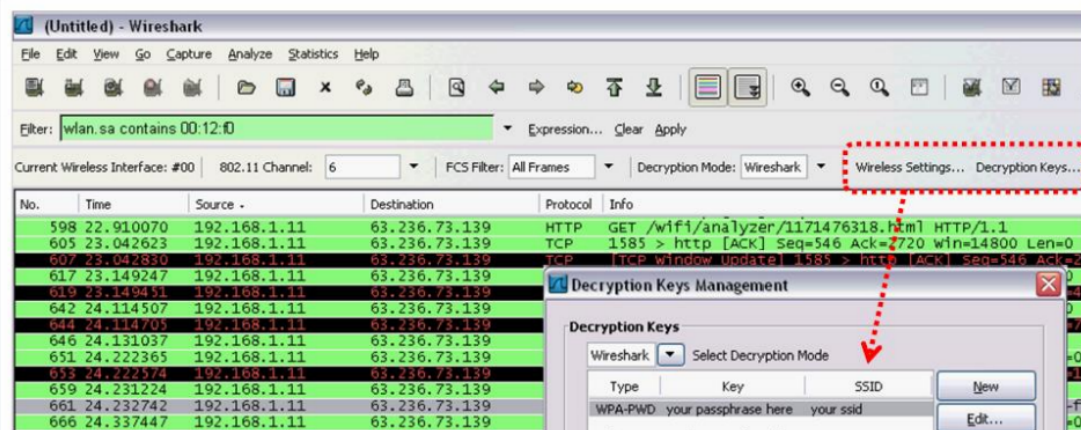 (Untitled) - Wireshark
File Edit View Go Capture Analyze Statistics Help
Filter: wlan.sa contains 00:12:f0 Expression... Clear Apply
Current Wireless Interface: #00 802.11 Channel: 6 FCS Filter: All Frames Decryption Mode: Wireshark Wireless Settings... Decryption Keys...
No. Time Source Destination Protocol Info
598 22.910070 192.168.1.11 63.236.73.139 HTTP GET /wifi/analyzer/1171476318.html HTTP/1.1
605 23.042623 192.168.1.11 63.236.73.139 TCP 1585 > http [ACK] Seq=546 Ack=2720 Win=14800 Len=0
607 23.042830 192.168.1.11 63.236.73.139 TCP [TCP Window Update] 1585 > http [ACK] Seq=546 Ack=2
617 23.149247 192.168.1.11 63.236.73.139
619 23.149451 192.168.1.11 63.236.73.139
642 24.114507 192.168.1.11 63.236.73.139
644 24.114705 192.168.1.11 63.236.73.139
646 24.131037 192.168.1.11 63.236.73.139
651 24.222365 192.168.1.11 63.236.73.139
653 24.222574 192.168.1.11 63.236.73.139
659 24.231224 192.168.1.11 63.236.73.139
661 24.232742 192.168.1.11 63.236.73.139
666 24.337447 192.168.1.11 63.236.73.139
Decryption Keys Management
Decryption Keys
Wireshark Select Decryption Mode
Type Key SSID New
WPA-PWD your passphrase here your ssid
Edit...